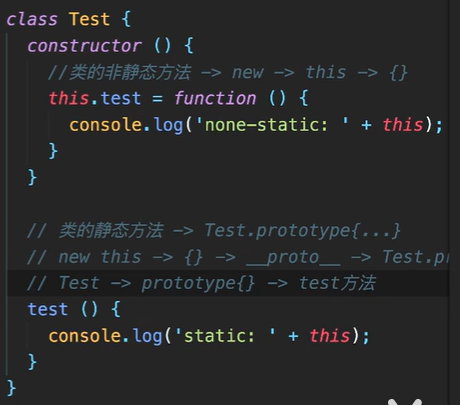 class Test {
constructor () {
//类的非静态方法 -> new -> this -> {}
this.test = function () {
console.log('none-static: ' + this);
}
}
// 类的静态方法 -> Test.prototype{...}
// new this -> {} -> __proto__ -> Test.pr
// Test -> prototype{} -> test方法
test () {
console.log('static: ' + this);
}
}